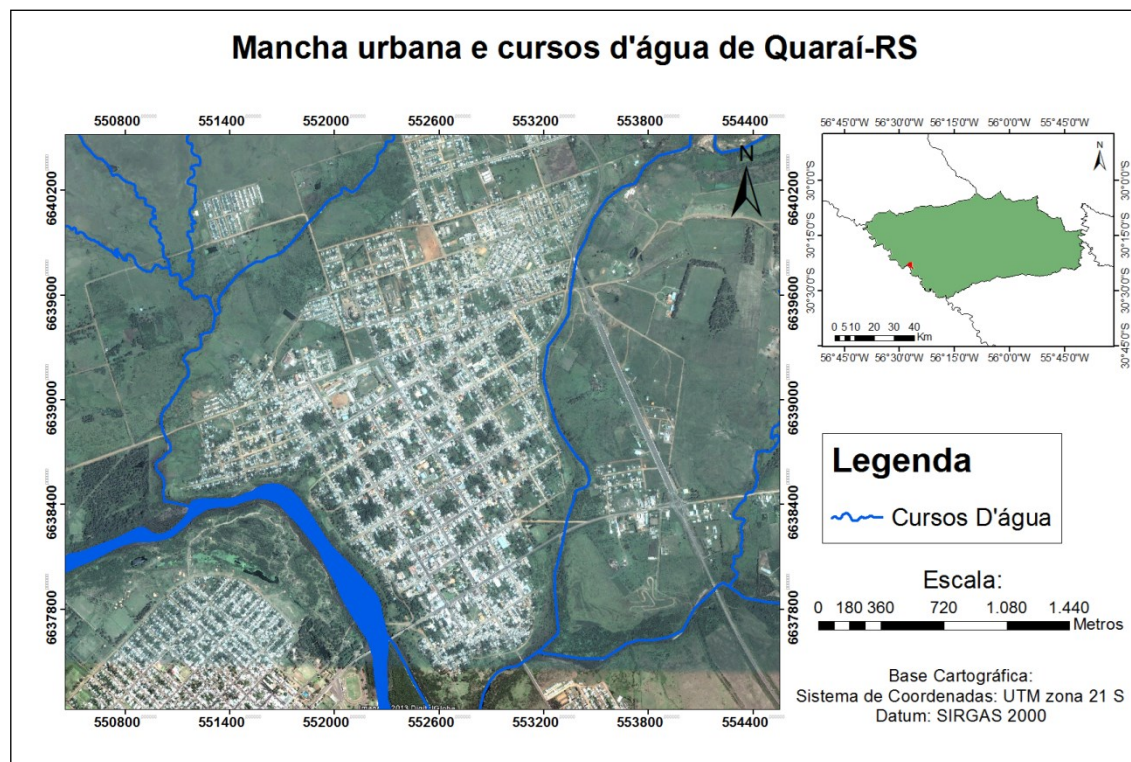 Mancha urbana e cursos d'água de Quaraí-RS
550800 551400 552000 552600 553200 553800 554400
6640200 6639600 6639000 6638400 6637800
N
6640200 6639600 6639000 6638400 6637800
550800 551400 552000 552600 553200 553800 554400
56°45'0"W 56°30'0"W 56°15'0"W 56°0'0"W 55°45'0"W
30°0'0"S 30°15'0"S 30°30'0"S 30°45'0"S
N
0 5 10 20 30 40
Km
30°0'0"S 30°15'0"S 30°30'0"S 30°45'0"S
56°45'0"W 56°30'0"W 56°15'0"W 56°0'0"W 55°45'0"W
Legenda
Cursos D'água
Escala:
0 180 360 720 1.080 1.440
Metros
Base Cartográfica:
Sistema de Coordenadas: UTM zona 21 S
Datum: SIRGAS 2000